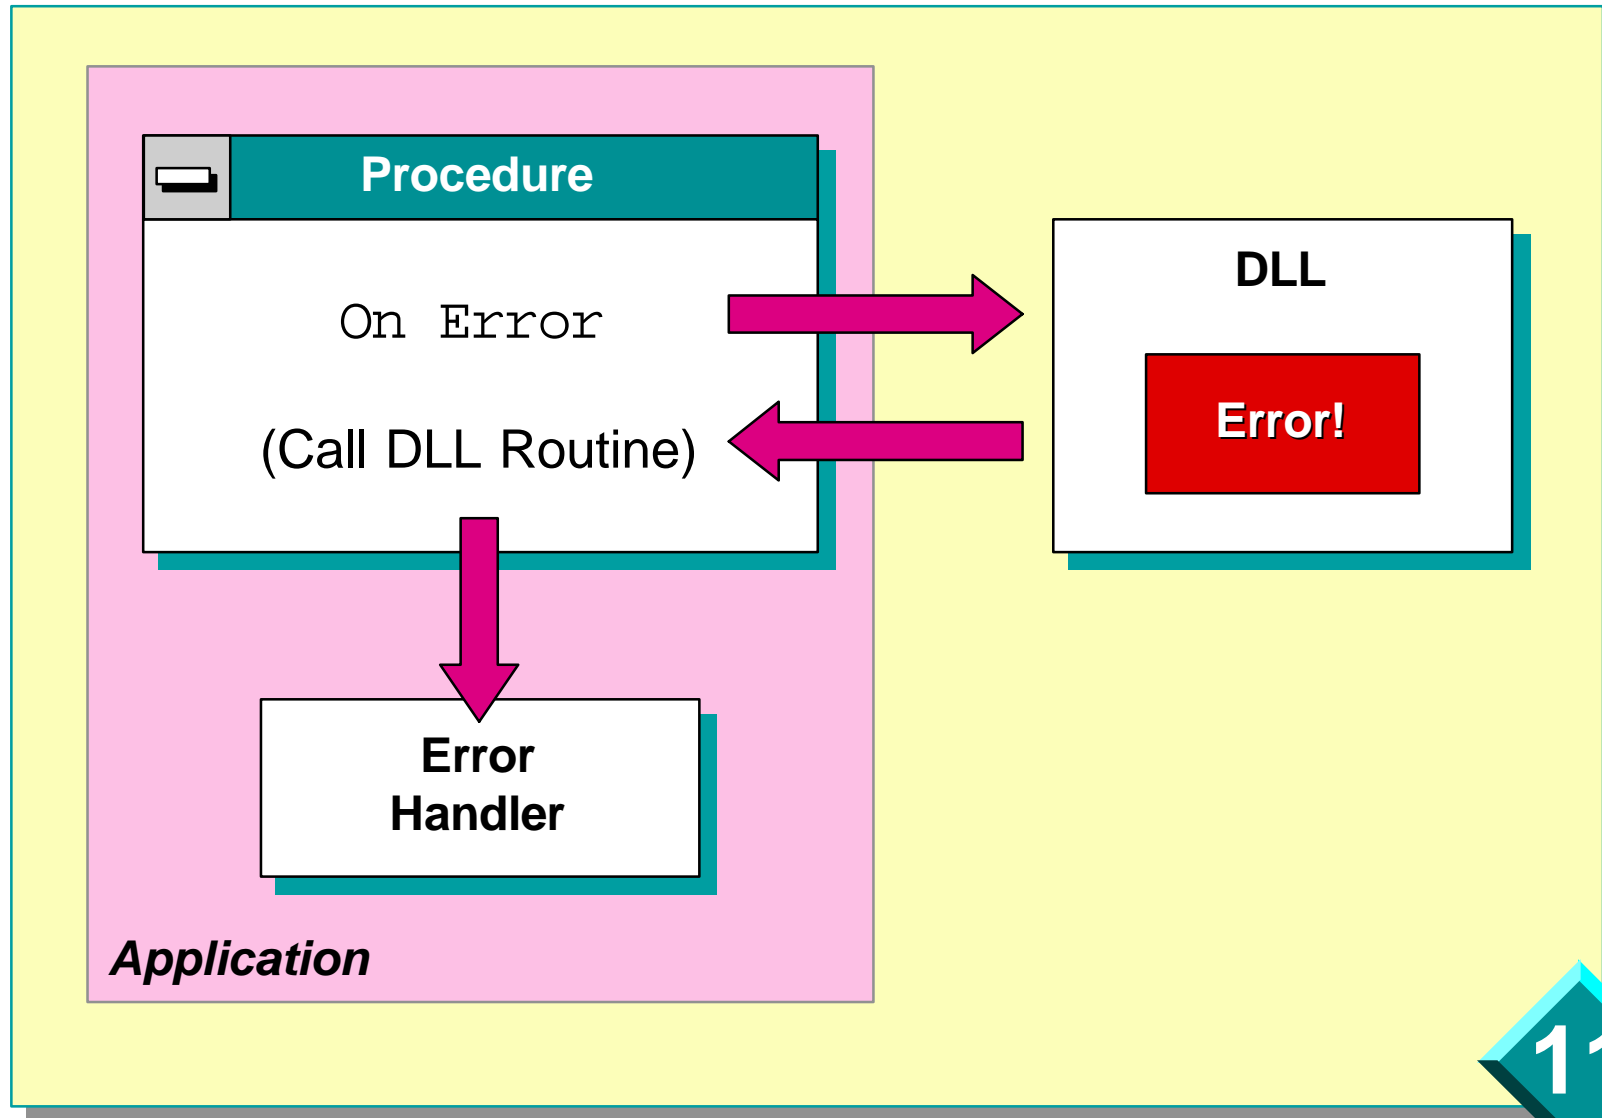 Procedure
On Error
(Call DLL Routine)
DLL
Error!
Error
Handler
Application